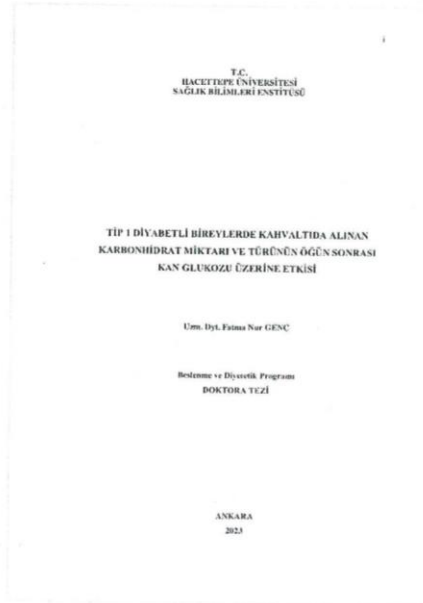 i
T.C.
HACETTEPE ÜNİVERSİTESİ
SAĞLIK BİLİMLERİ ENSTİTÜSÜ
TİP 1 DİYABETLİ BİREYLERDE KAHVALTIDA ALINAN
KARBONHİDRAT MİKTARI VE TÜRÜNÜN ÖĞÜN SONRASI
KAN GLUKOZU ÜZERİNE ETKİSİ
Uzm. Dyt. Fatma Nur GENÇ
Beslenme ve Diyetetik Programı
DOKTORA TEZİ
ANKARA
2023